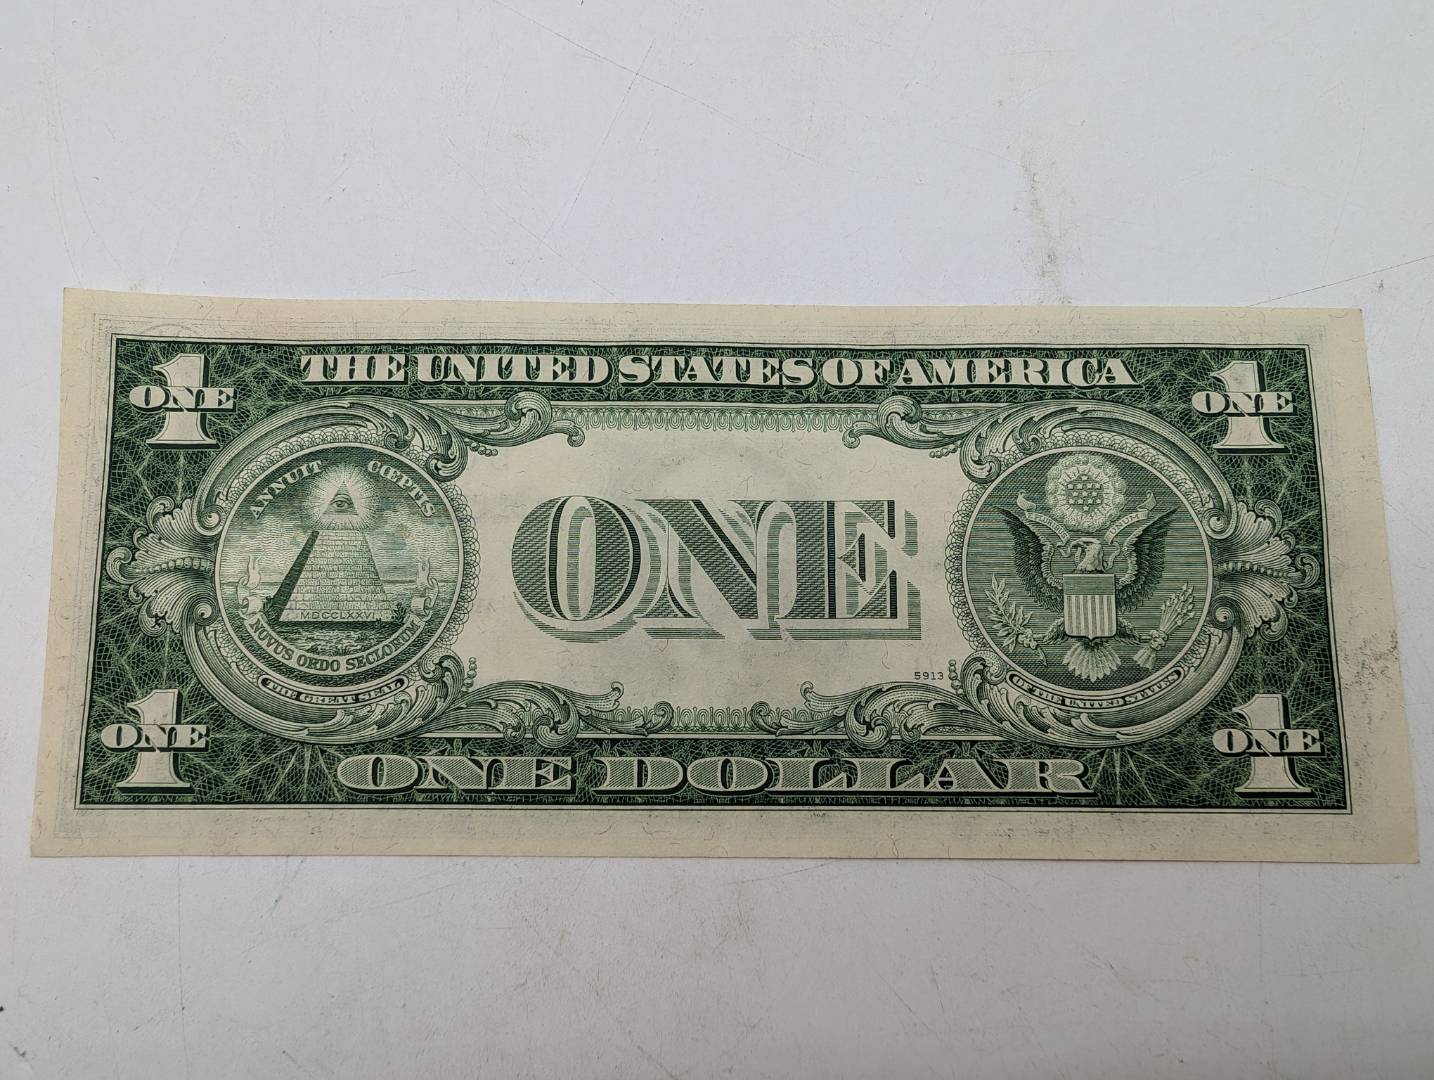 THE UNITED STATES OF AMERICA
1
ONE
1
ONE
ANNUIT CŒPTIS
MDCCLXXVI
NOVUS ORDO SECLORUM
THE GREAT SEAL
ONE
5913
OF THE UNITED STATES
1
ONE
1
ONE
ONE DOLLAR